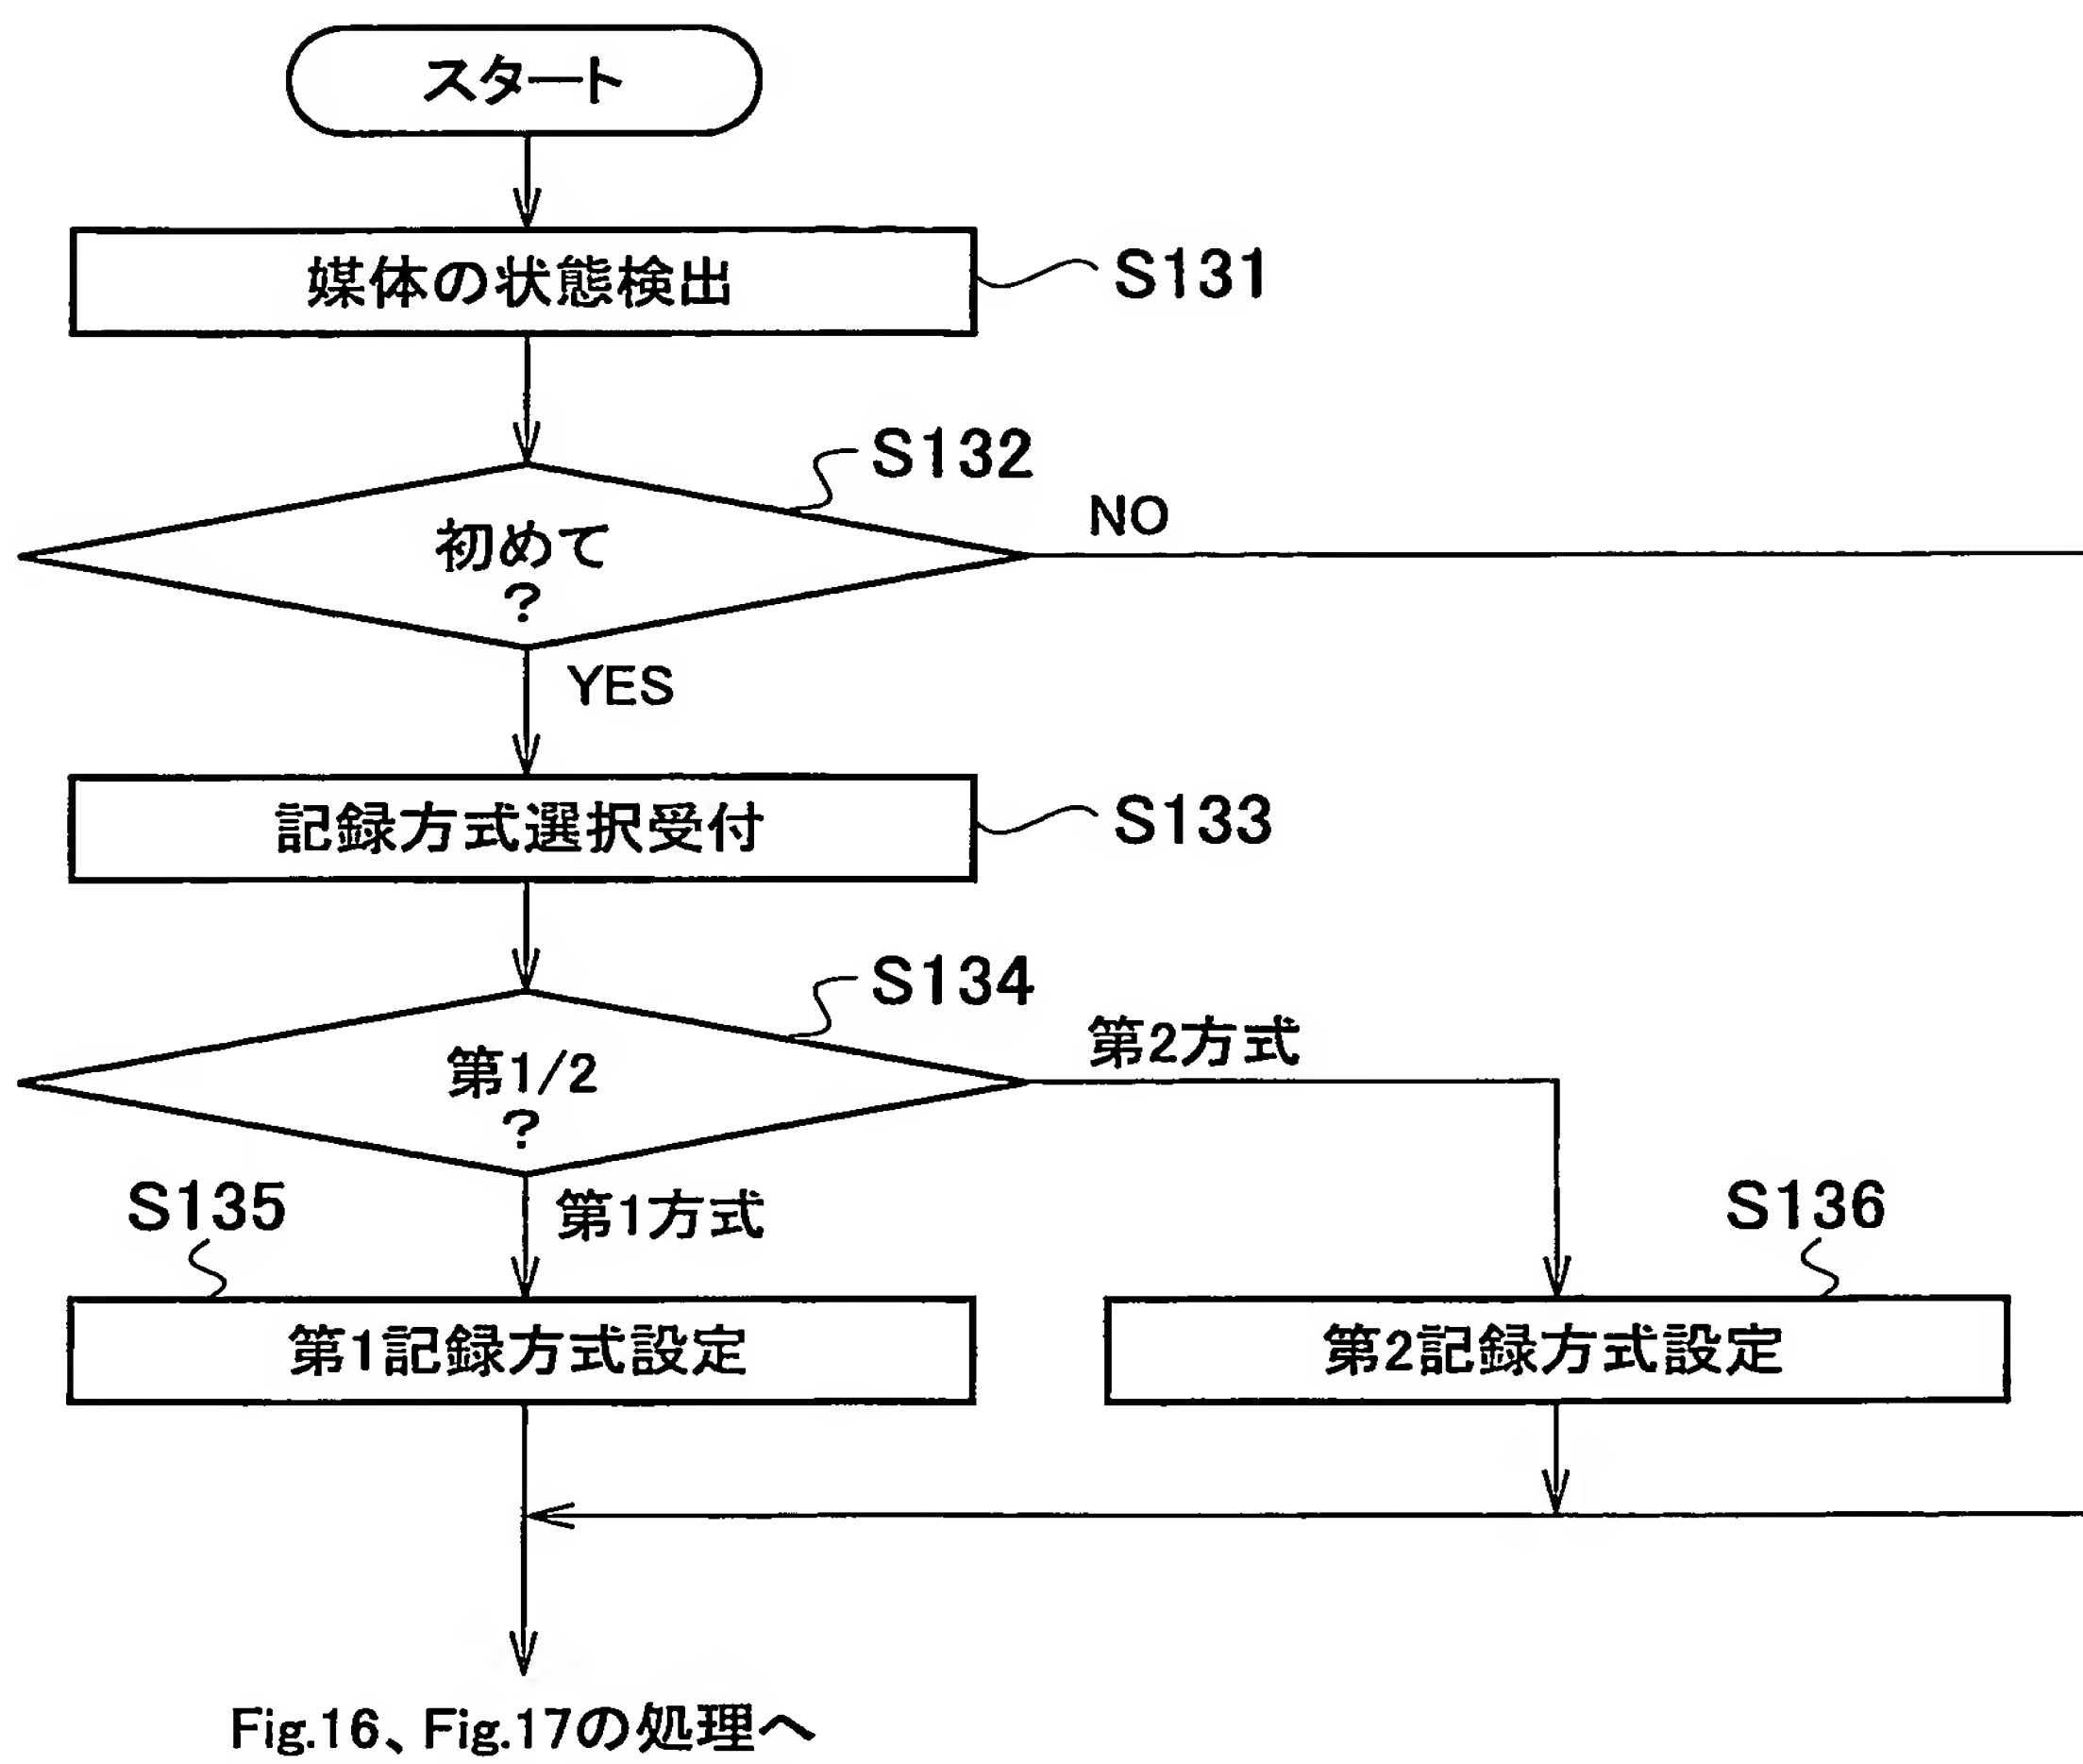 スタート
媒体の状態検出
S131
S132
初めて
?
NO
YES
記録方式選択受付
S133
S134
第1/2
?
第2方式
第1方式
S135
S136
第1記録方式設定
第2記録方式設定
Fig.16、Fig.17の処理へ